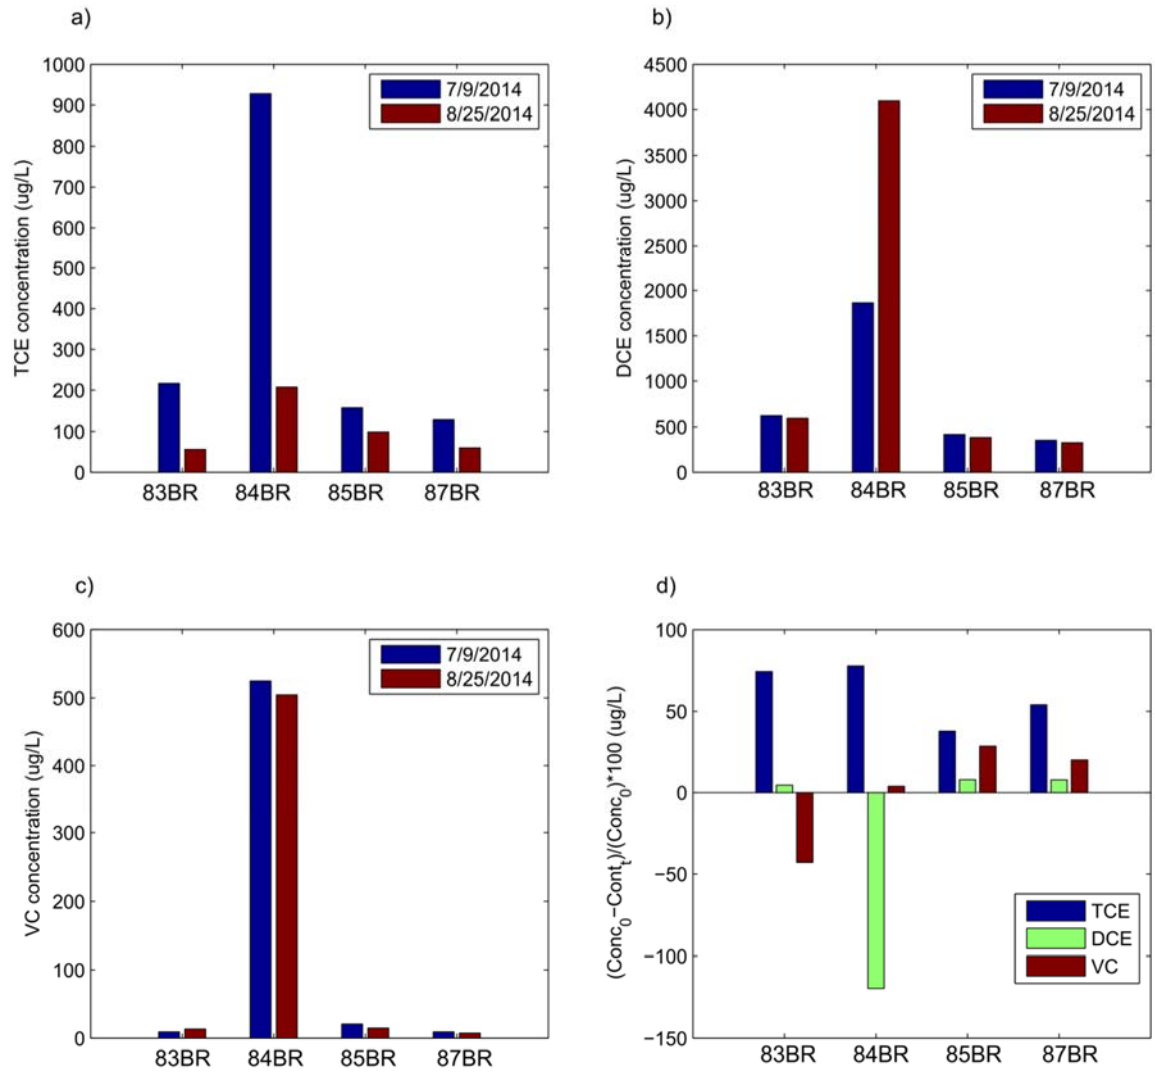 a)
TCE concentration (ug/L)
1000
900
800
700
600
500
400
300
200
100
0
7/9/2014
8/25/2014
83BR 84BR 85BR 87BR
b)
DCE concentration (ug/L)
4500
4000
3500
3000
2500
2000
1500
1000
500
0
7/9/2014
8/25/2014
83BR 84BR 85BR 87BR
c)
VC concentration (ug/L)
600
500
400
300
200
100
0
7/9/2014
8/25/2014
83BR 84BR 85BR 87BR
d)
(Conc0−Contt)/(Conc0)*100 (ug/L)
100
50
0
−50
−100
−150
TCE
DCE
VC
83BR 84BR 85BR 87BR